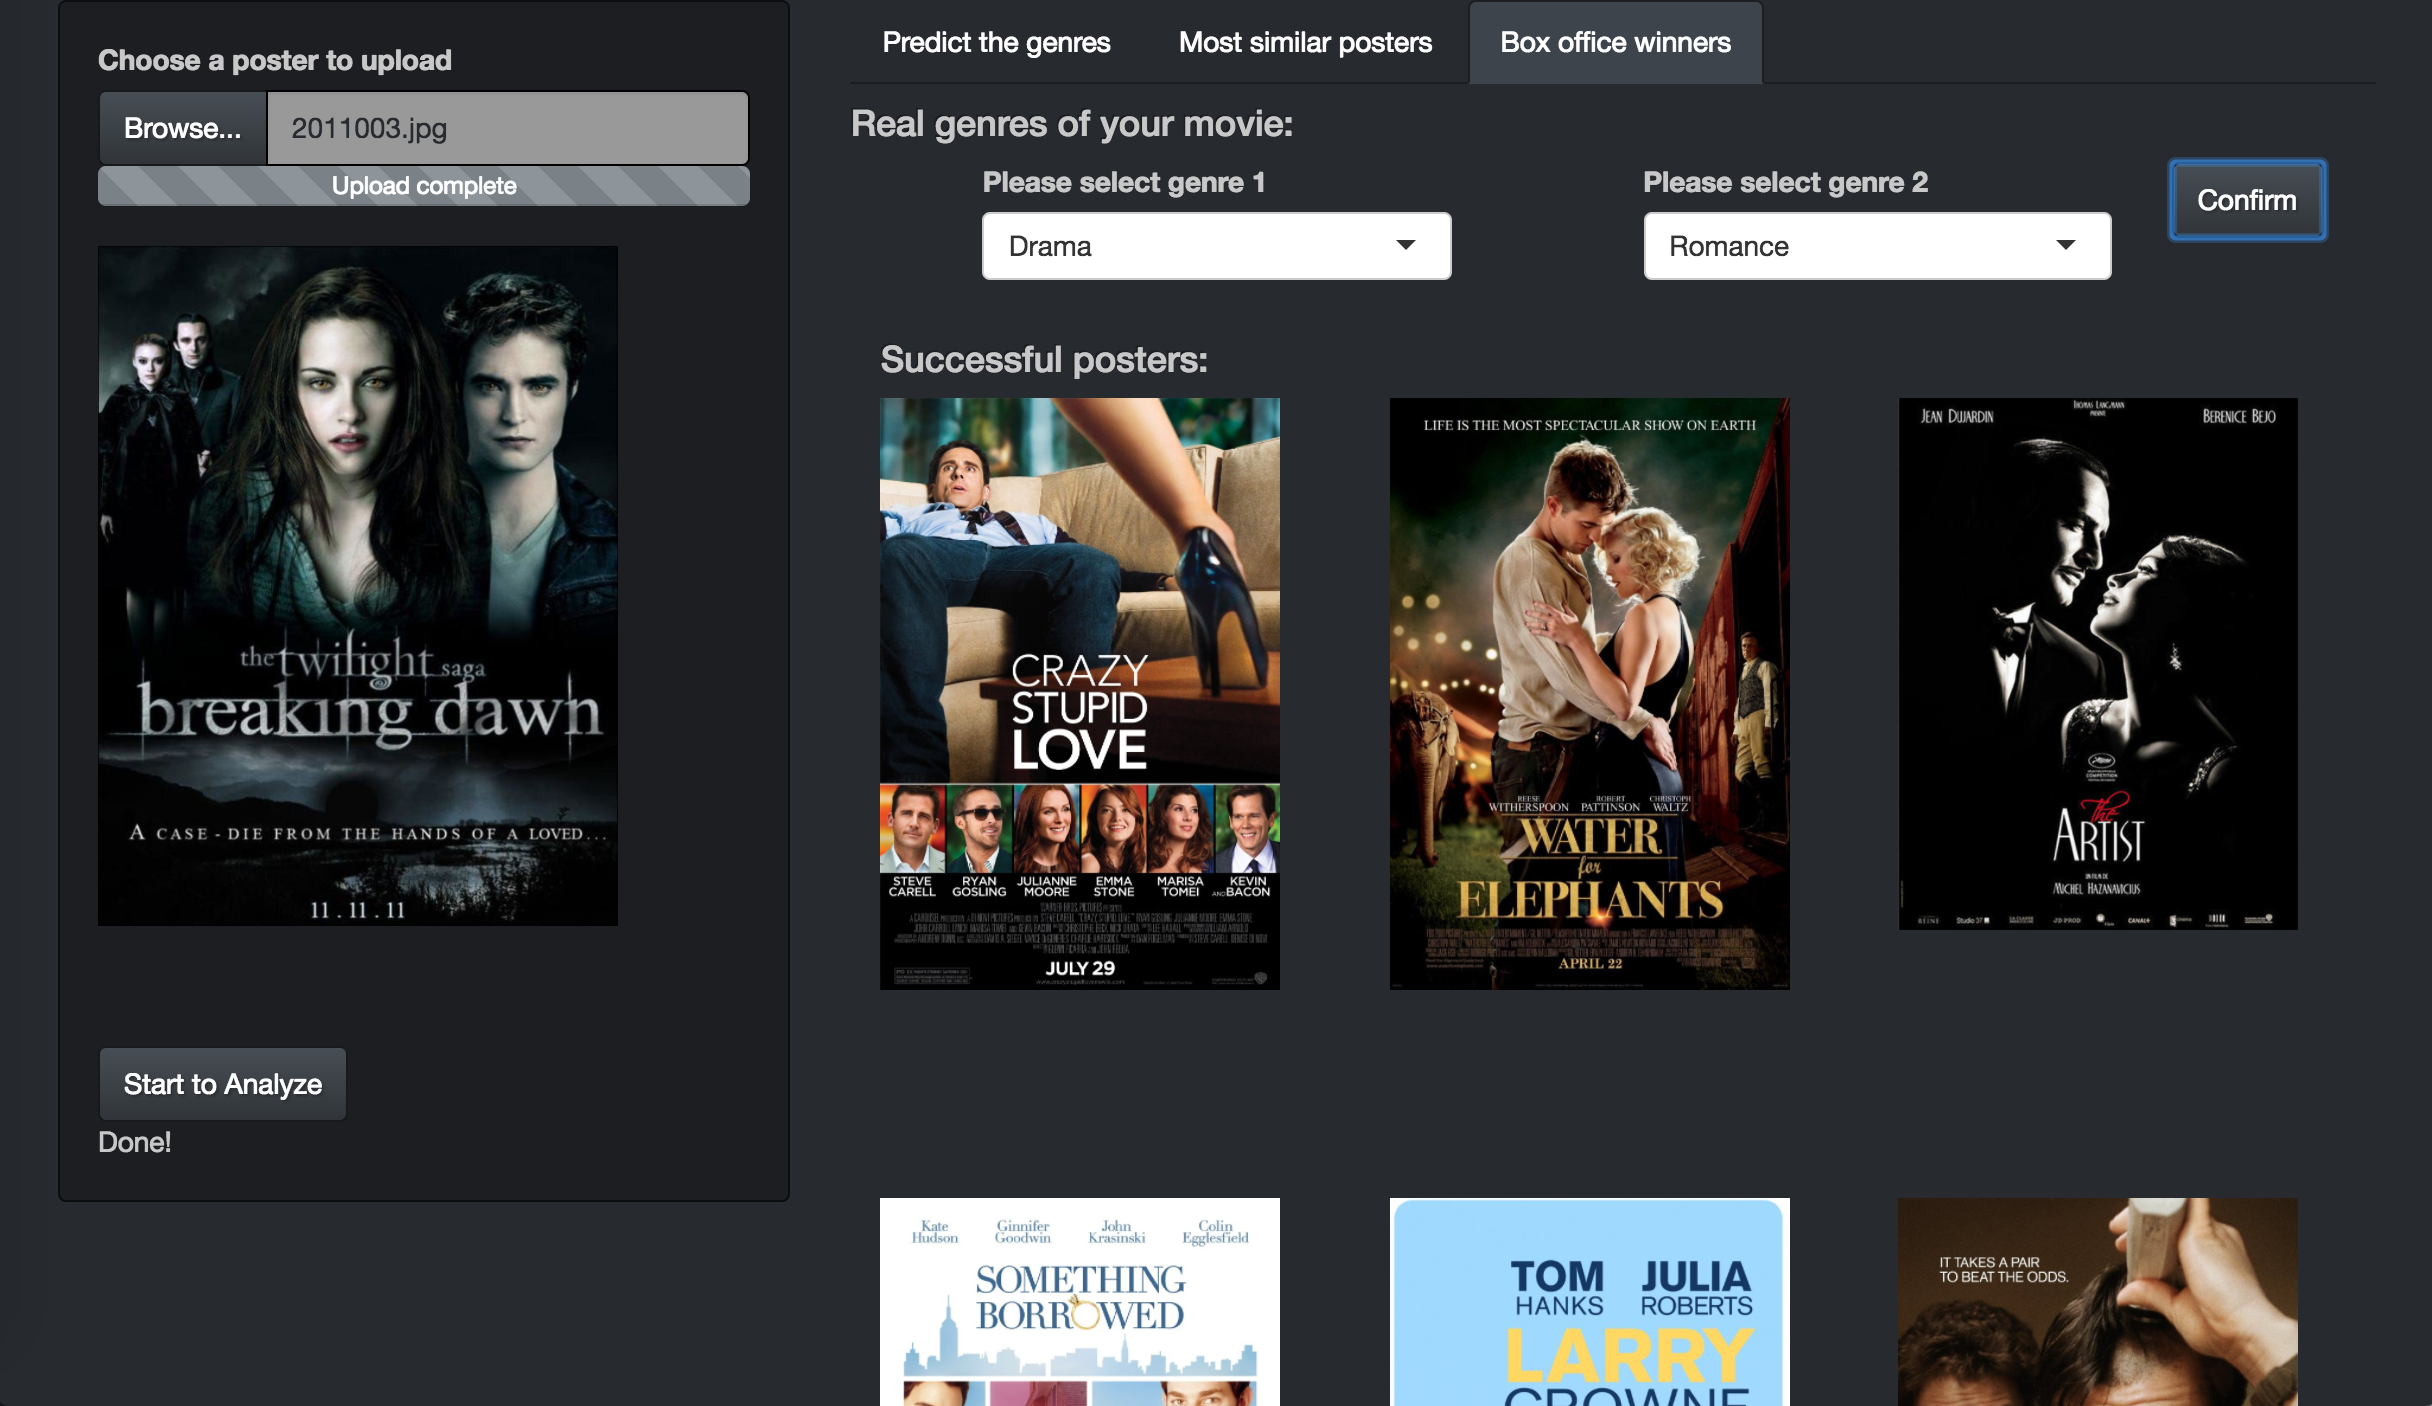 Choose a poster to upload
Browse...
2011003.jpg
Upload complete
the twilight saga
breaking dawn
A CASE - DIE FROM THE HANDS OF A LOVED...
11.11.11
Start to Analyze
Done!
Predict the genres
Most similar posters
Box office winners
Real genres of your movie:
Please select genre 1
Drama
Please select genre 2
Romance
Confirm
Successful posters:
CRAZY
STUPID
LOVE
STEVE CARELL
RYAN GOSLING
JULIANNE MOORE
EMMA STONE
MARISA TOMEI
AND KEVIN BACON
JULY 29
LIFE IS THE MOST SPECTACULAR SHOW ON EARTH
REESE WITHERSPOON
ROBERT PATTINSON
CHRISTOPH WALTZ
WATER
for
ELEPHANTS
APRIL 22
JEAN DUJARDIN
THOMAS LANGMANN
BERENICE BEJO
The
ARTIST
UN FILM DE
MICHEL HAZANAVICIUS
Kate Hudson
Ginnifer Goodwin
John Krasinski
Colin Egglesfield
SOMETHING
BORROWED
TOM HANKS
JULIA ROBERTS
LARRY
CROWNE
IT TAKES A PAIR
TO BEAT THE ODDS.